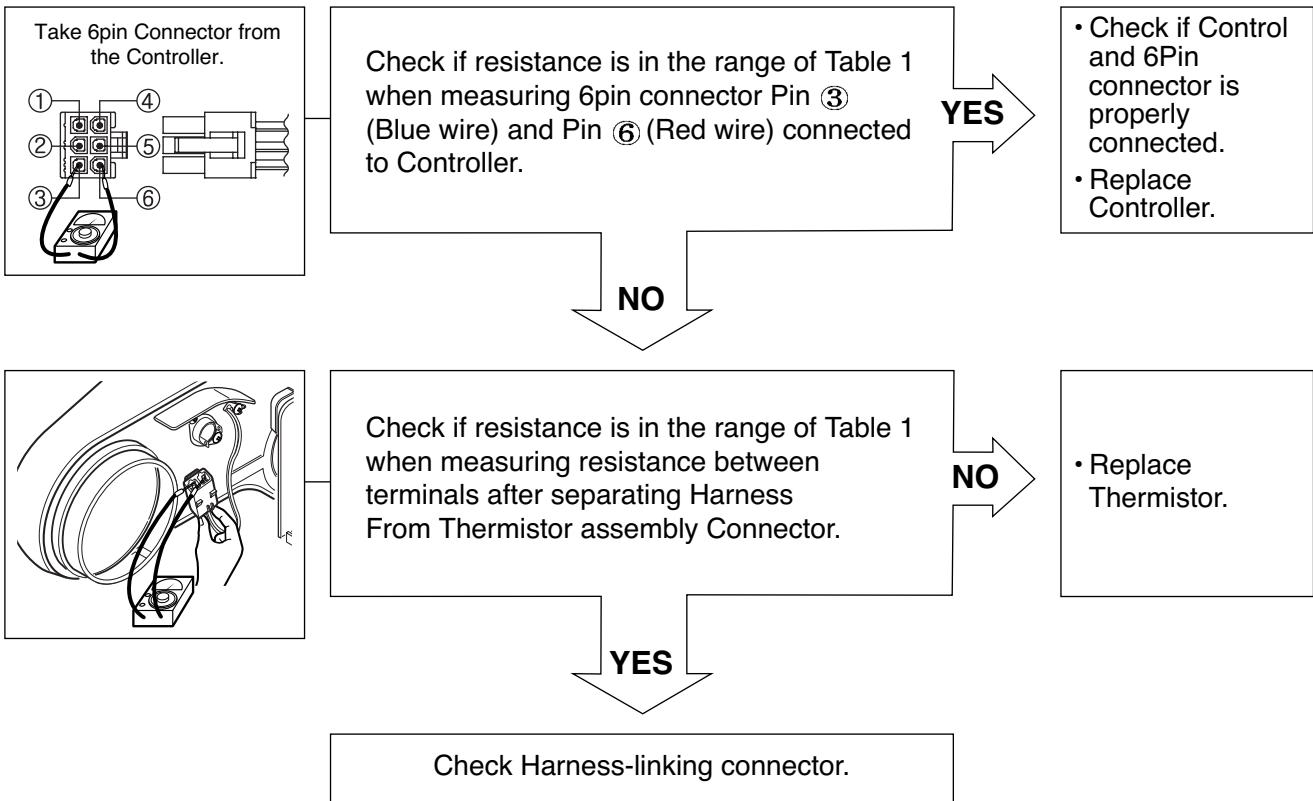 Take 6pin Connector from
the Controller.
① ④
② ⑤
③ ⑥
Check if resistance is in the range of Table 1
when measuring 6pin connector Pin ③
(Blue wire) and Pin ⑥ (Red wire) connected
to Controller.
YES
• Check if Control
and 6Pin
connector is
properly
connected.
• Replace
Controller.
NO
Check if resistance is in the range of Table 1
when measuring resistance between
terminals after separating Harness
From Thermistor assembly Connector.
NO
• Replace
Thermistor.
YES
Check Harness-linking connector.